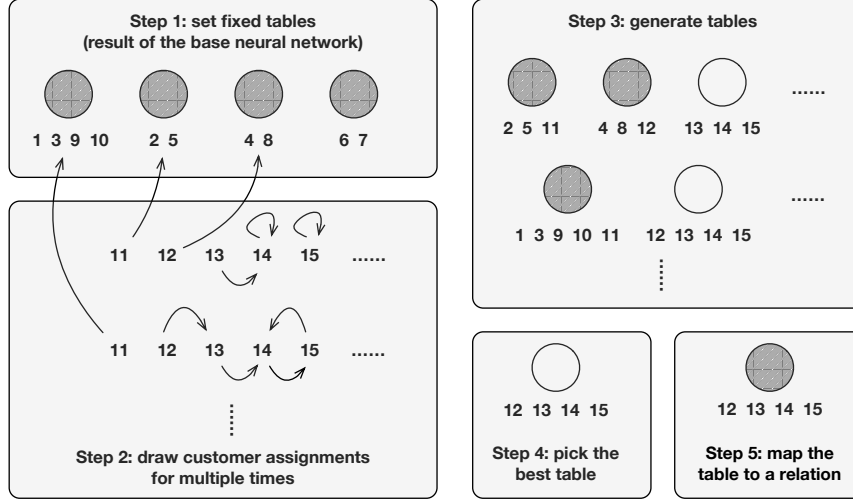 Step 1: set fixed tables
(result of the base neural network)
1 3 9 10 2 5 4 8 6 7
11 12 13 14 15 ......
11 12 13 14 15 ......
Step 2: draw customer assignments
for multiple times
Step 3: generate tables
......
2 5 11 4 8 12 13 14 15
......
1 3 9 10 11 12 13 14 15
12 13 14 15
Step 4: pick the
best table
12 13 14 15
Step 5: map the
table to a relation